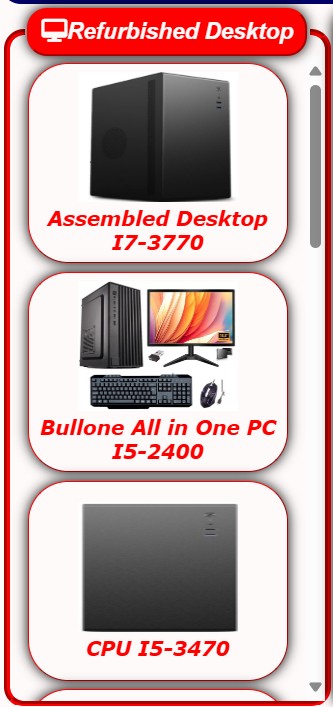 Refurbished Desktop
Assembled Desktop
I7-3770
Bullone All in One PC
I5-2400
CPU I5-3470